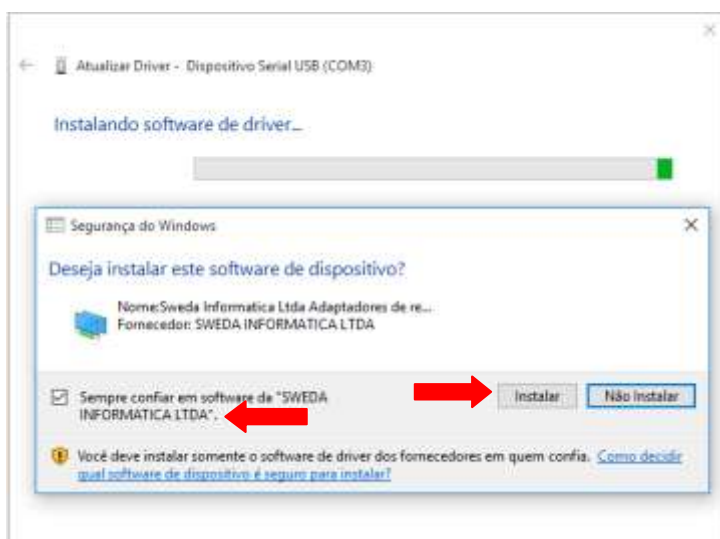 Atualizar Driver - Dispositivo Serial USB (COM3)
Instalando software de driver...
Segurança do Windows
Deseja instalar este software de dispositivo?
Nome:Sweda Informatica Ltda Adaptadores de re...
Fornecedor: SWEDA INFORMATICA LTDA
Sempre confiar em software da "SWEDA
INFORMATICA LTDA".
Instalar
Não Instalar
Você deve instalar somente o software de driver dos fornecedores em quem confia. Como decidir
qual software de dispositivo é seguro para instalar?